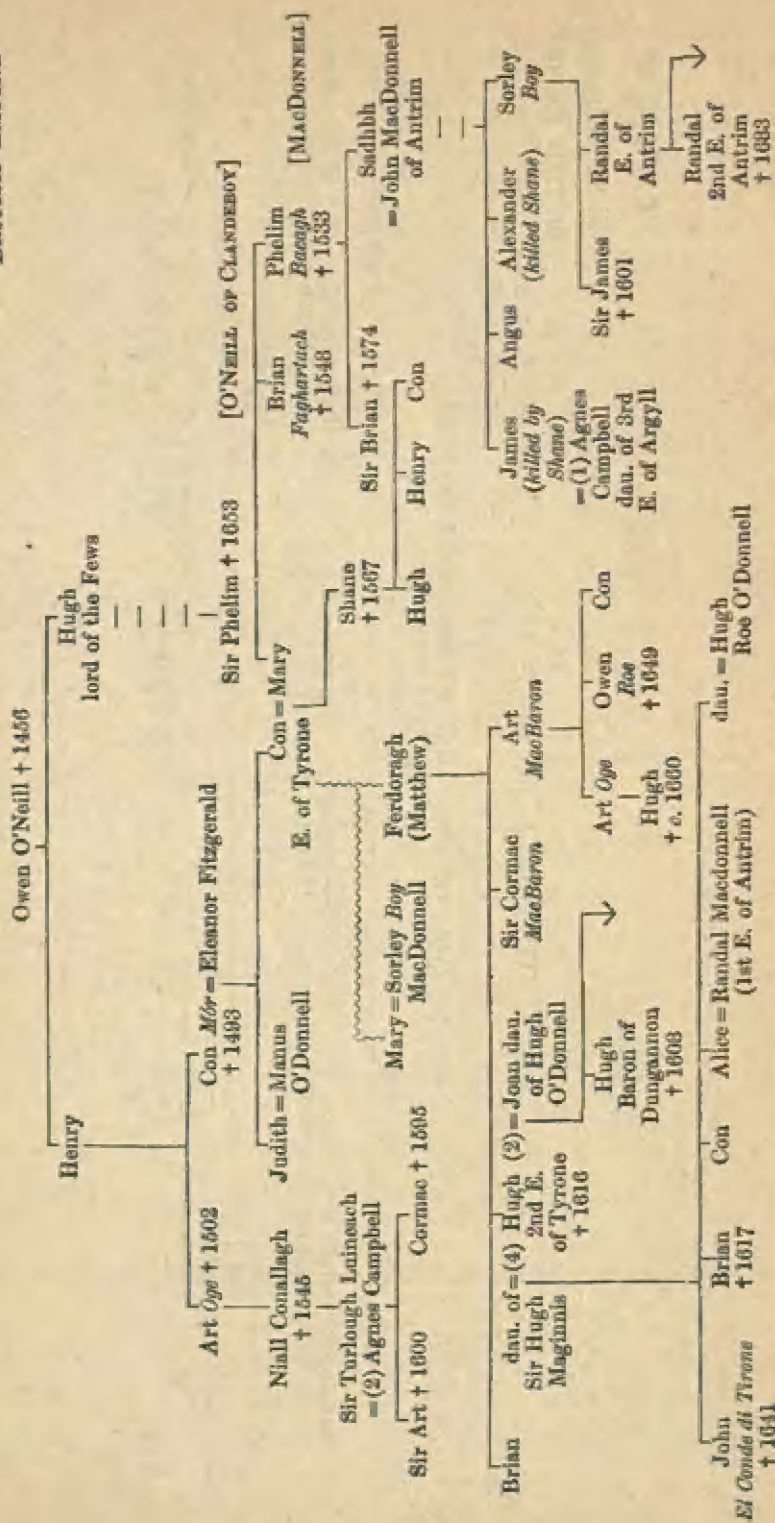 Owen O'Neill † 1456
Henry
Hugh
lord of the Fews
Art Oge † 1502
Con Mór = Eleanor Fitzgerald
† 1493
Sir Phelim † 1653
[O'NEILL OF CLANDEBOY]
[MACDONNELL]
Niall Conallagh
† 1545
Judith = Manus
O'Donnell
Con = Mary
E. of Tyrone
Brian
Faghartach
† 1548
Phelim
Bacagh
† 1533
Sir Turlough Luineach
= (2) Agnes Campbell
Shane
† 1567
Sir Brian † 1574
Sadhbh
= John MacDonnell
of Antrim
Sir Art † 1600
Cormac † 1595
Mary = Sorley Boy
MacDonnell
Ferdoragh
(Matthew)
Hugh
Henry
Con
James
(killed by
Shane)
= (1) Agnes
Campbell
dau. of 3rd
E. of Argyll
Angus
Alexander
(killed Shane)
Sorley
Boy
Brian
dau. of = (4) Hugh (2) = Joan dau.
Sir Hugh
Maginnis
2nd E.
of Tyrone
† 1616
of Hugh
O'Donnell
Sir Cormac
MacBaron
Art
MacBaron
Sir James
† 1601
Randal
E. of
Antrim
Hugh
Baron of
Dungannon
† 1608
Art Oge
Owen
Roe
† 1649
Con
Hugh
† c. 1660
Randal
2nd E. of
Antrim
† 1683
John
El Conde di Tirone
† 1641
Brian
† 1617
Con
Alice = Randal Macdonnell
(1st E. of Antrim)
dau. = Hugh
Roe O'Donnell